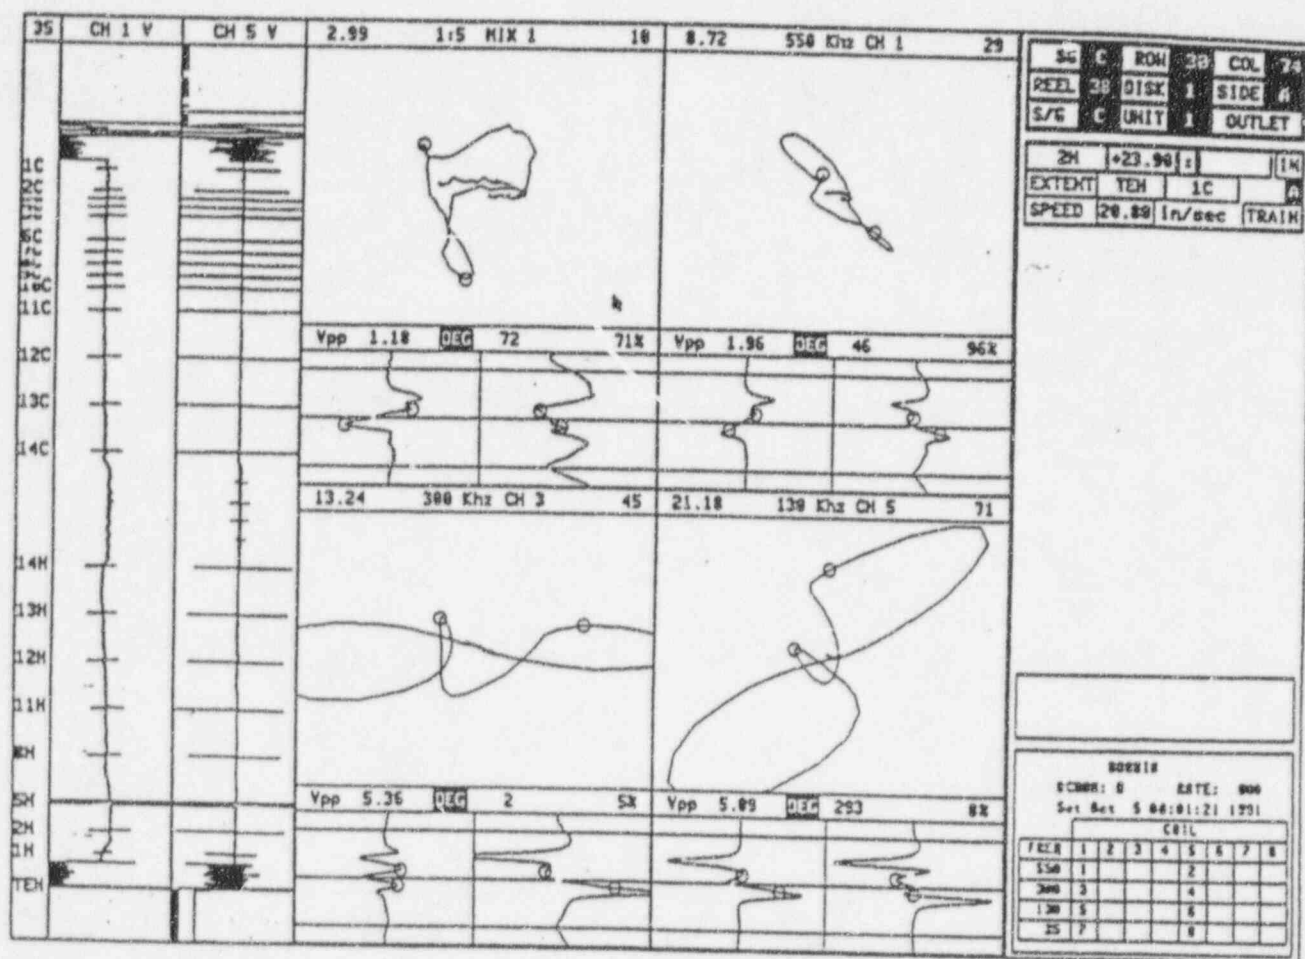 35 CH 1 V CH 5 V 2.99 1:5 MIX 1 10 8.72 550 Khz CH 1 29
SG C ROW COL
REEL DISK 1 SIDE A
S/G C UNIT 1 OUTLET
2H +23.90
EXTENT TEH 1C
SPEED 20.89 in/sec TRAIN
1C
2C
6C
10C
11C
12C
13C
14C
14H
13H
12H
11H
8H
5H
2H
1H
TEH
Vpp 1.18 DEG 72 71% Vpp 1.96 DEG 46 96%
13.24 300 Khz CH 3 45 21.18 130 Khz CH 5 71
Vpp 5.36 DEG 2 5% Vpp 5.09 DEG 293 8%
RATE:
COIL
FREQ 1 2 3 4 5 6 7 8
550 1 2
300 3 4
130 5 6
25 7 8